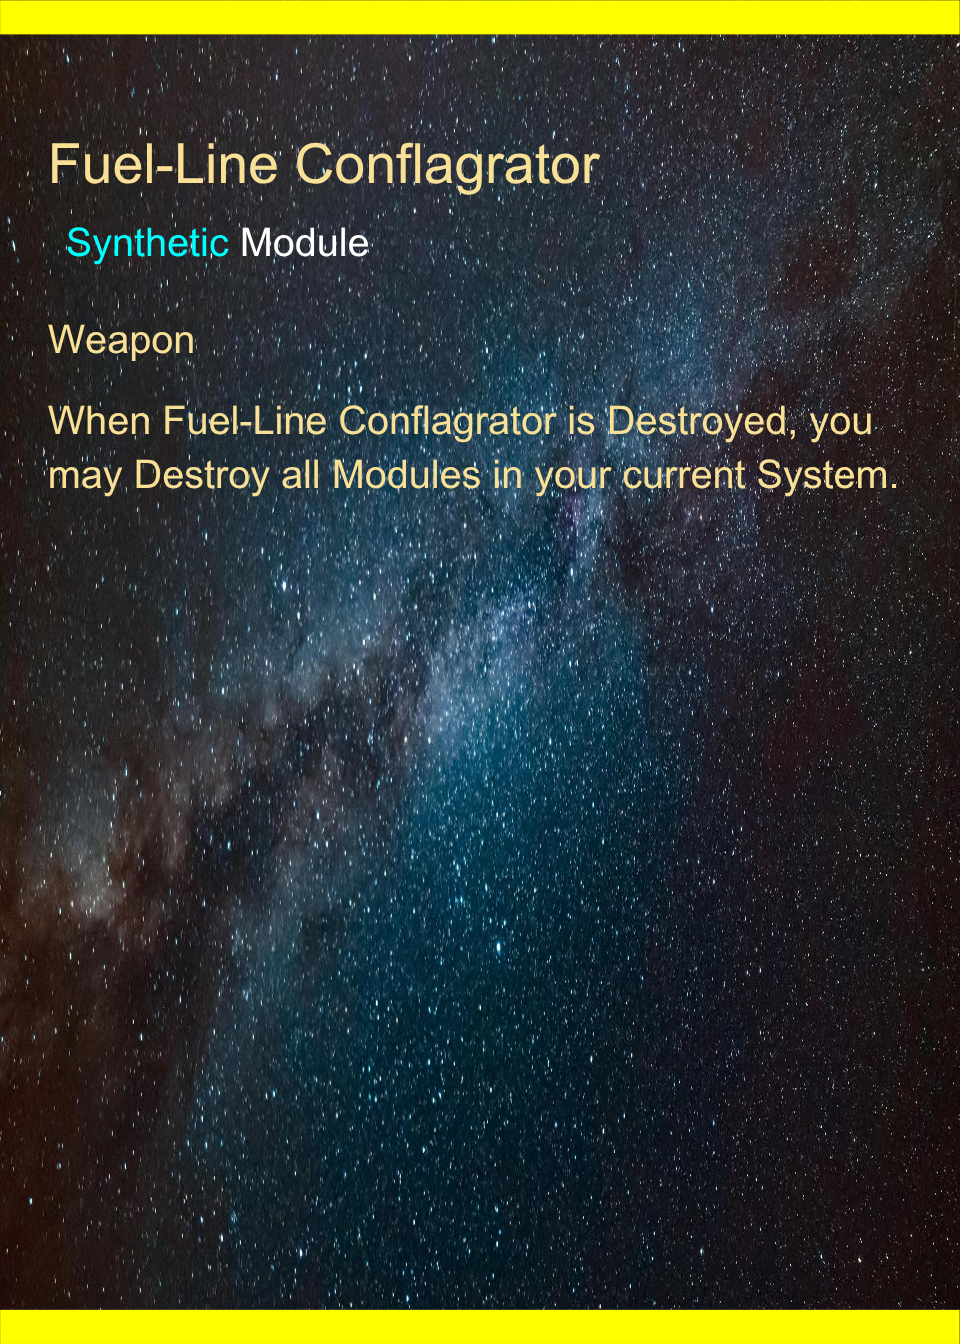 Fuel-Line Conflagrator
Synthetic Module
Weapon
When Fuel-Line Conflagrator is Destroyed, you
may Destroy all Modules in your current System.